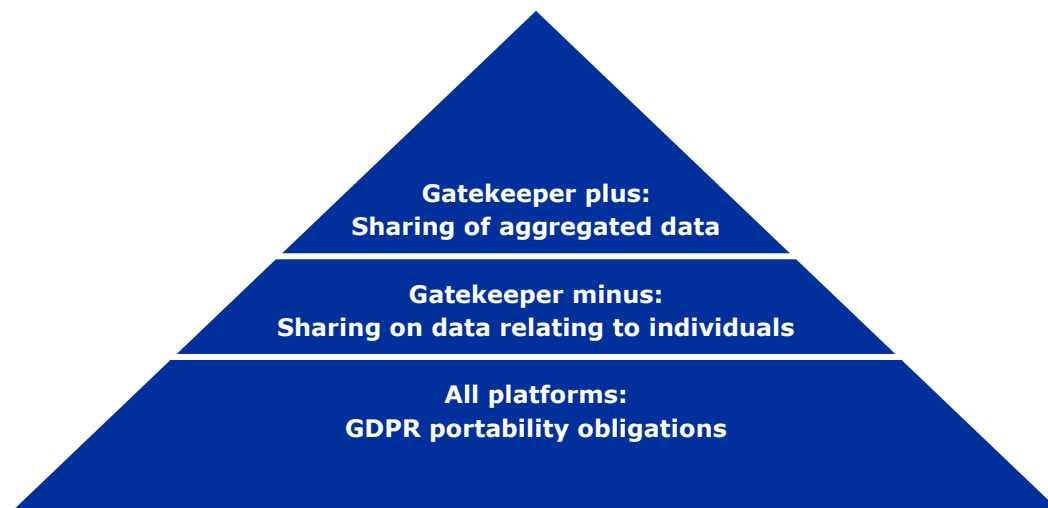 Gatekeeper plus:
Sharing of aggregated data
Gatekeeper minus:
Sharing on data relating to individuals
All platforms:
GDPR portability obligations